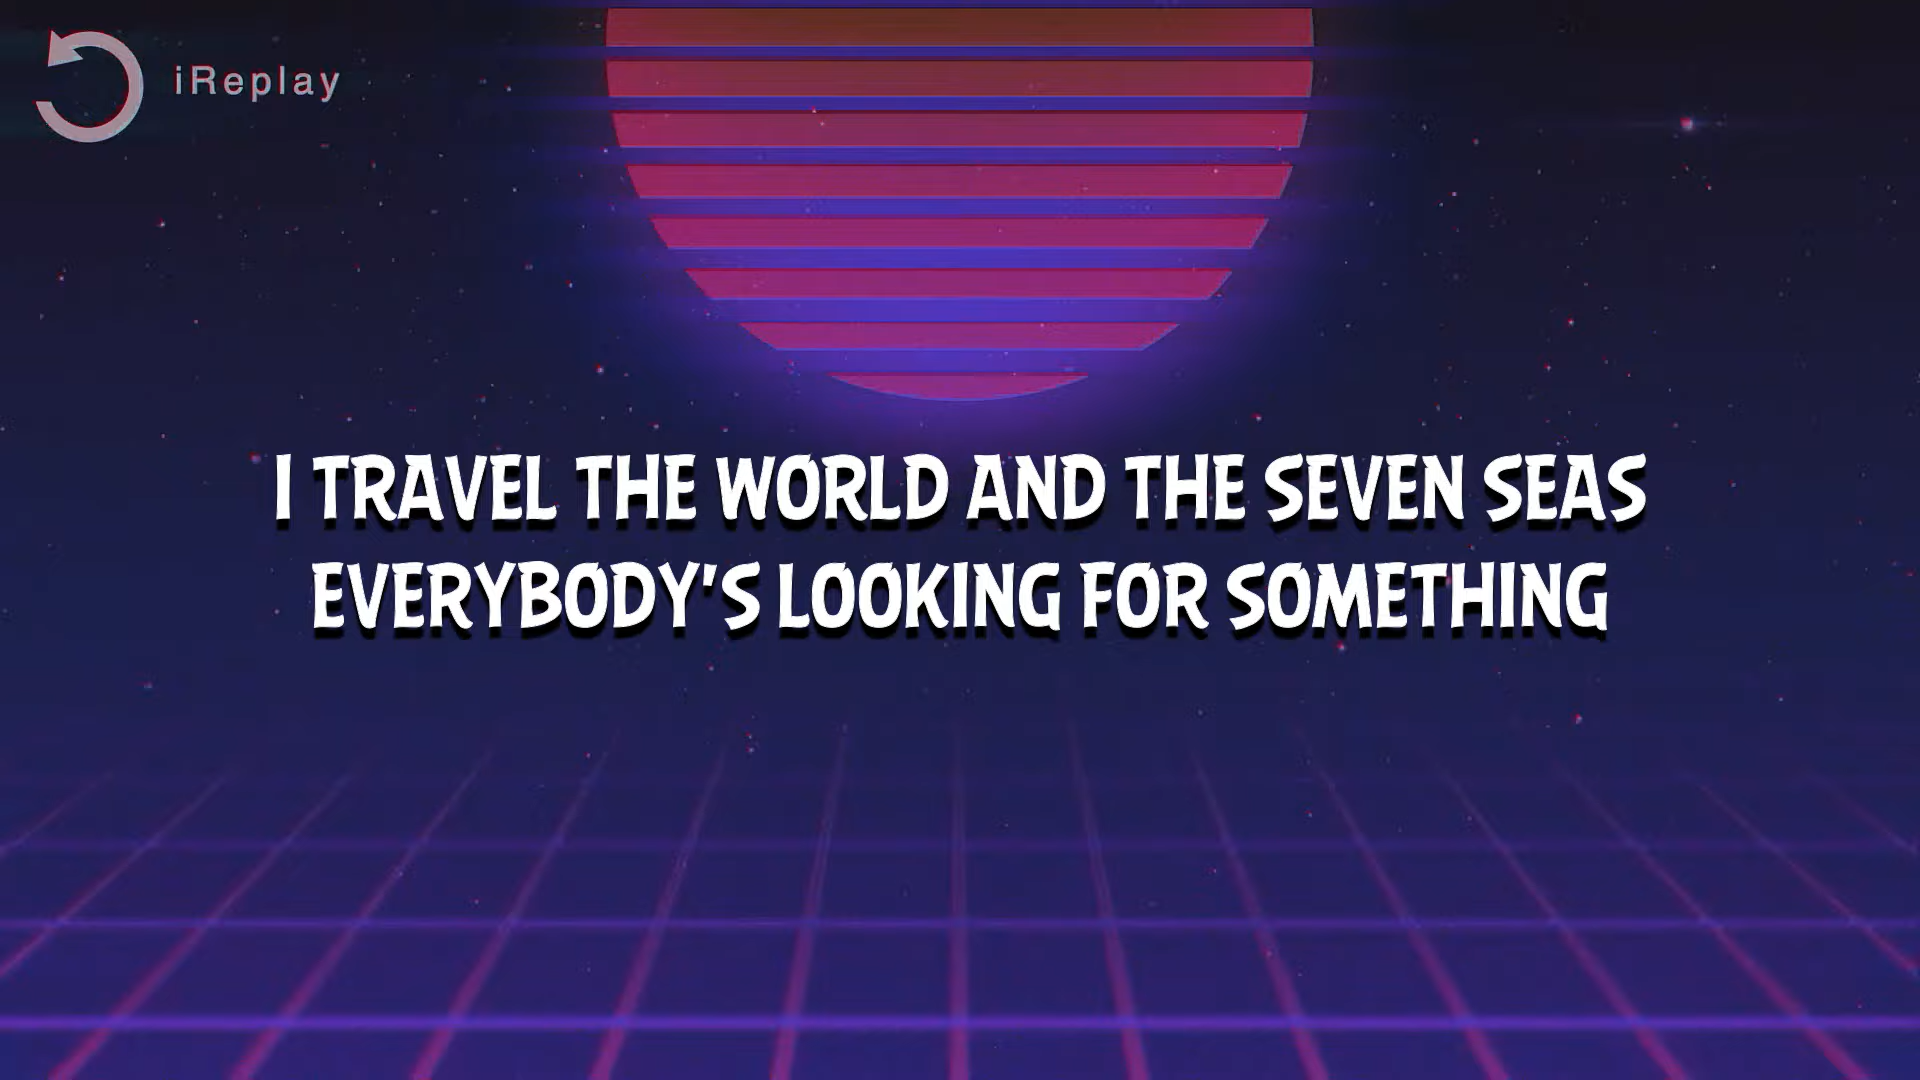 iReplay
I TRAVEL THE WORLD AND THE SEVEN SEAS
EVERYBODY'S LOOKING FOR SOMETHING